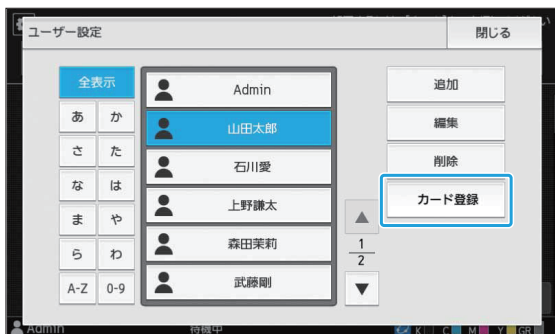 ユーザー設定
閉じる
全表示
あ か
さ た
な は
ま や
ら わ
A-Z 0-9
Admin
山田太郎
石川愛
上野謙太
森田茉莉
武藤剛
1
2
追加
編集
削除
カード登録
Admin
待機中
K C M Y GR